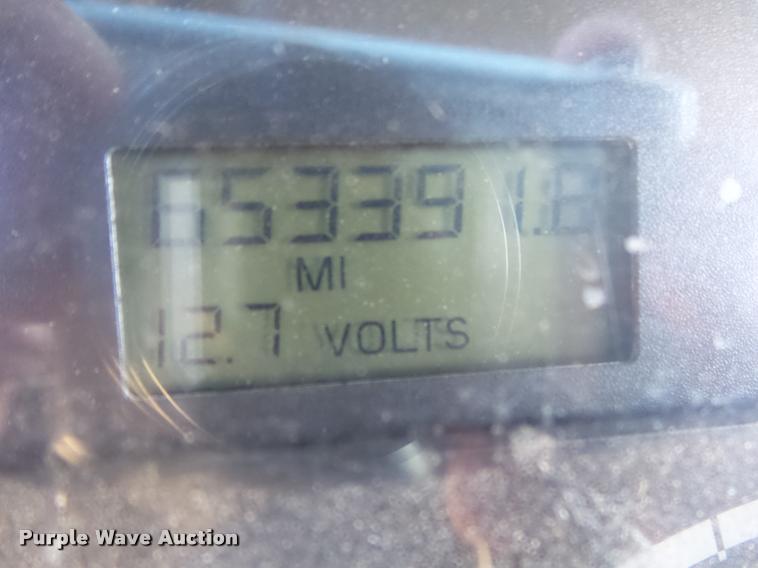 653391.8
MI
12.7 VOLTS
Purple Wave Auction